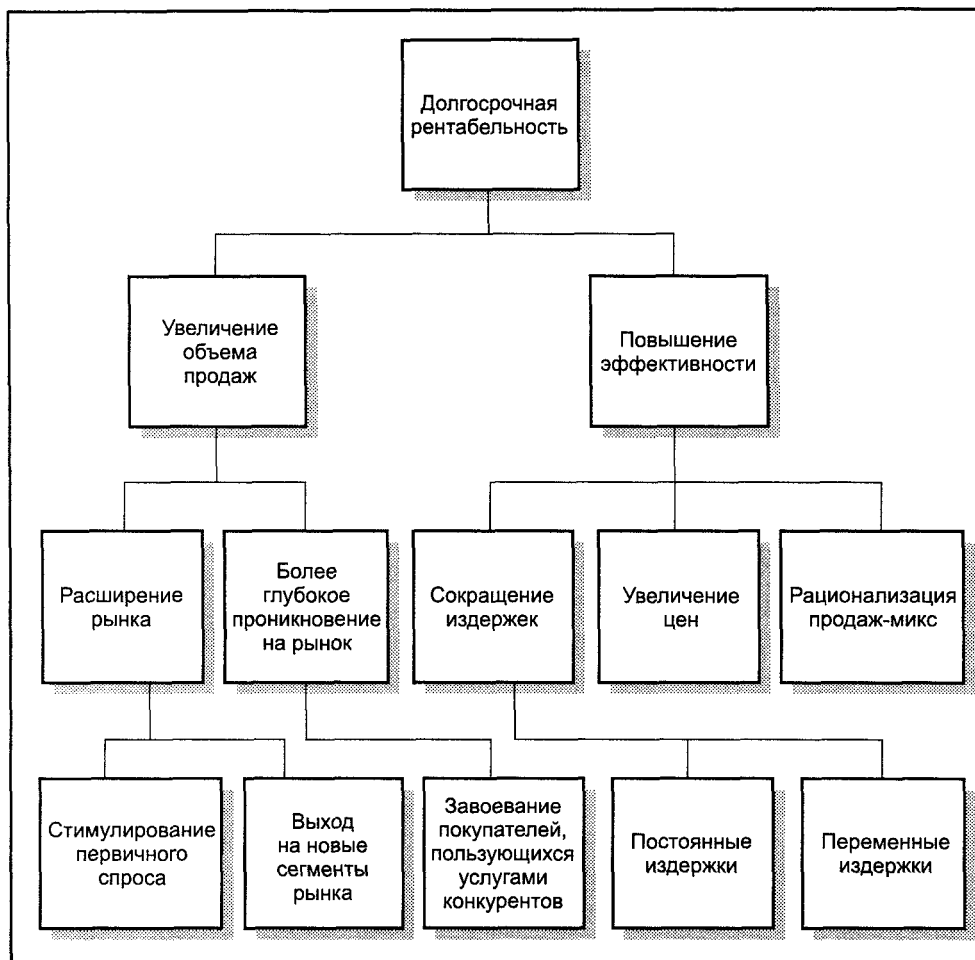 Долгосрочная
рентабельность
Увеличение
объема
продаж
Повышение
эффективности
Расширение
рынка
Более
глубокое
проникновение
на рынок
Сокращение
издержек
Увеличение
цен
Рационализация
продаж-микс
Стимулирование
первичного
спроса
Выход
на новые
сегменты
рынка
Завоевание
покупателей,
пользующихся
услугами
конкурентов
Постоянные
издержки
Переменные
издержки